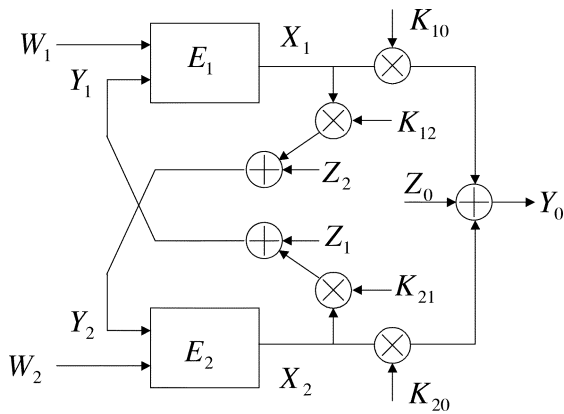 K₁₀
W₁
E₁
X₁
Y₁
K₁₂
Z₂
Z₀
Y₀
Z₁
K₂₁
Y₂
E₂
W₂
X₂
K₂₀